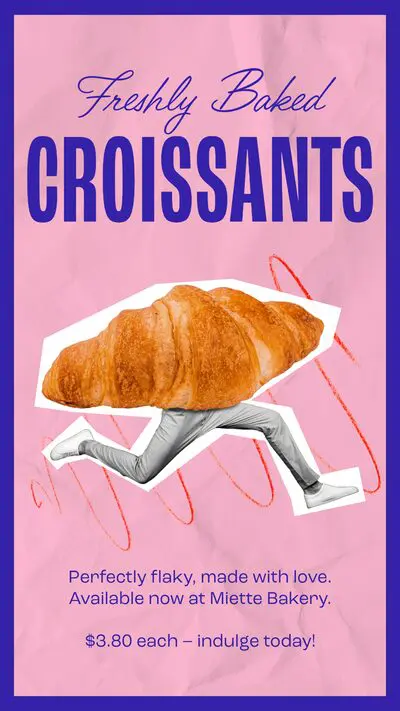 Freshly Baked
CROISSANTS
Perfectly flaky, made with love.
Available now at Miette Bakery.
$3.80 each – indulge today!